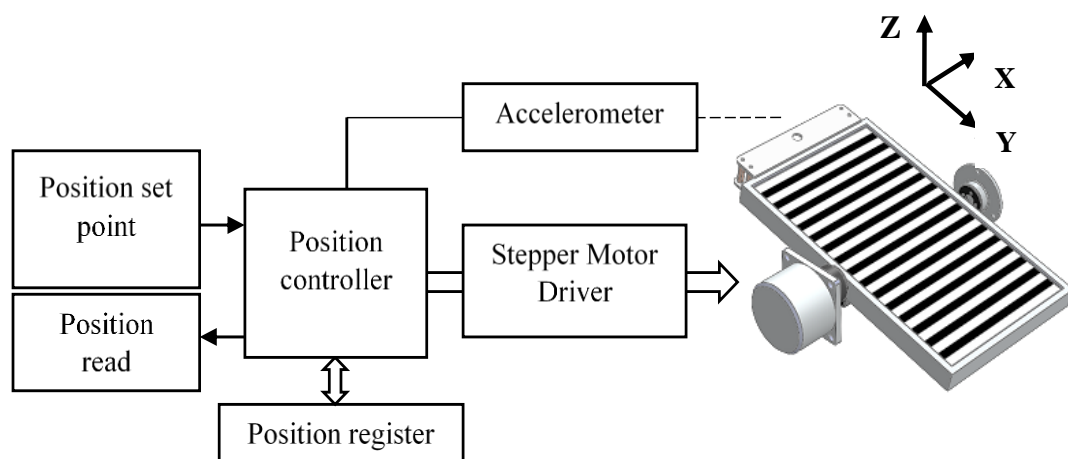 Z
X
Y
Accelerometer
Position set
point
Position
controller
Stepper Motor
Driver
Position
read
Position register